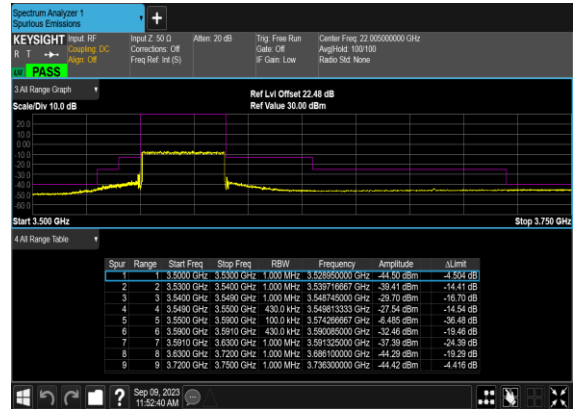 Spectrum Analyzer 1
Spurious Emissions
+
KEYSIGHT Input: RF Input Z: 50 Ω Atten: 20 dB Trig: Free Run Center Freq: 22.005000000 GHz
R T Coupling: DC Corrections: Off Gate: Off Avg|Hold: 100/100
Align: Off Freq Ref: Int (S) IF Gain: Low Radio Std: None
LM PASS
3 All Range Graph
Ref Lvl Offset 22.48 dB
Scale/Div 10.0 dB Ref Value 30.00 dBm
20.0
10.0
0.00
-10.0
-20.0
-30.0
-40.0
-50.0
-60.0
Start 3.500 GHz Stop 3.750 GHz
4 All Range Table
Spur Range Start Freq Stop Freq RBW Frequency Amplitude ΔLimit
1 1 3.5000 GHz 3.5300 GHz 1.000 MHz 3.528950000 GHz -44.50 dBm -4.504 dB
2 2 3.5300 GHz 3.5400 GHz 1.000 MHz 3.539716667 GHz -39.41 dBm -14.41 dB
3 3 3.5400 GHz 3.5490 GHz 1.000 MHz 3.548745000 GHz -29.70 dBm -16.70 dB
4 4 3.5490 GHz 3.5500 GHz 430.0 kHz 3.549813333 GHz -27.54 dBm -14.54 dB
5 5 3.5500 GHz 3.5900 GHz 100.0 kHz 3.574266667 GHz -6.485 dBm -36.48 dB
6 6 3.5900 GHz 3.5910 GHz 430.0 kHz 3.590085000 GHz -32.46 dBm -19.46 dB
7 7 3.5910 GHz 3.6300 GHz 1.000 MHz 3.591325000 GHz -37.39 dBm -24.39 dB
8 8 3.6300 GHz 3.7200 GHz 1.000 MHz 3.686100000 GHz -44.29 dBm -19.29 dB
9 9 3.7200 GHz 3.7500 GHz 1.000 MHz 3.736300000 GHz -44.42 dBm -4.416 dB
? Sep 09, 2023
11:52:40 AM